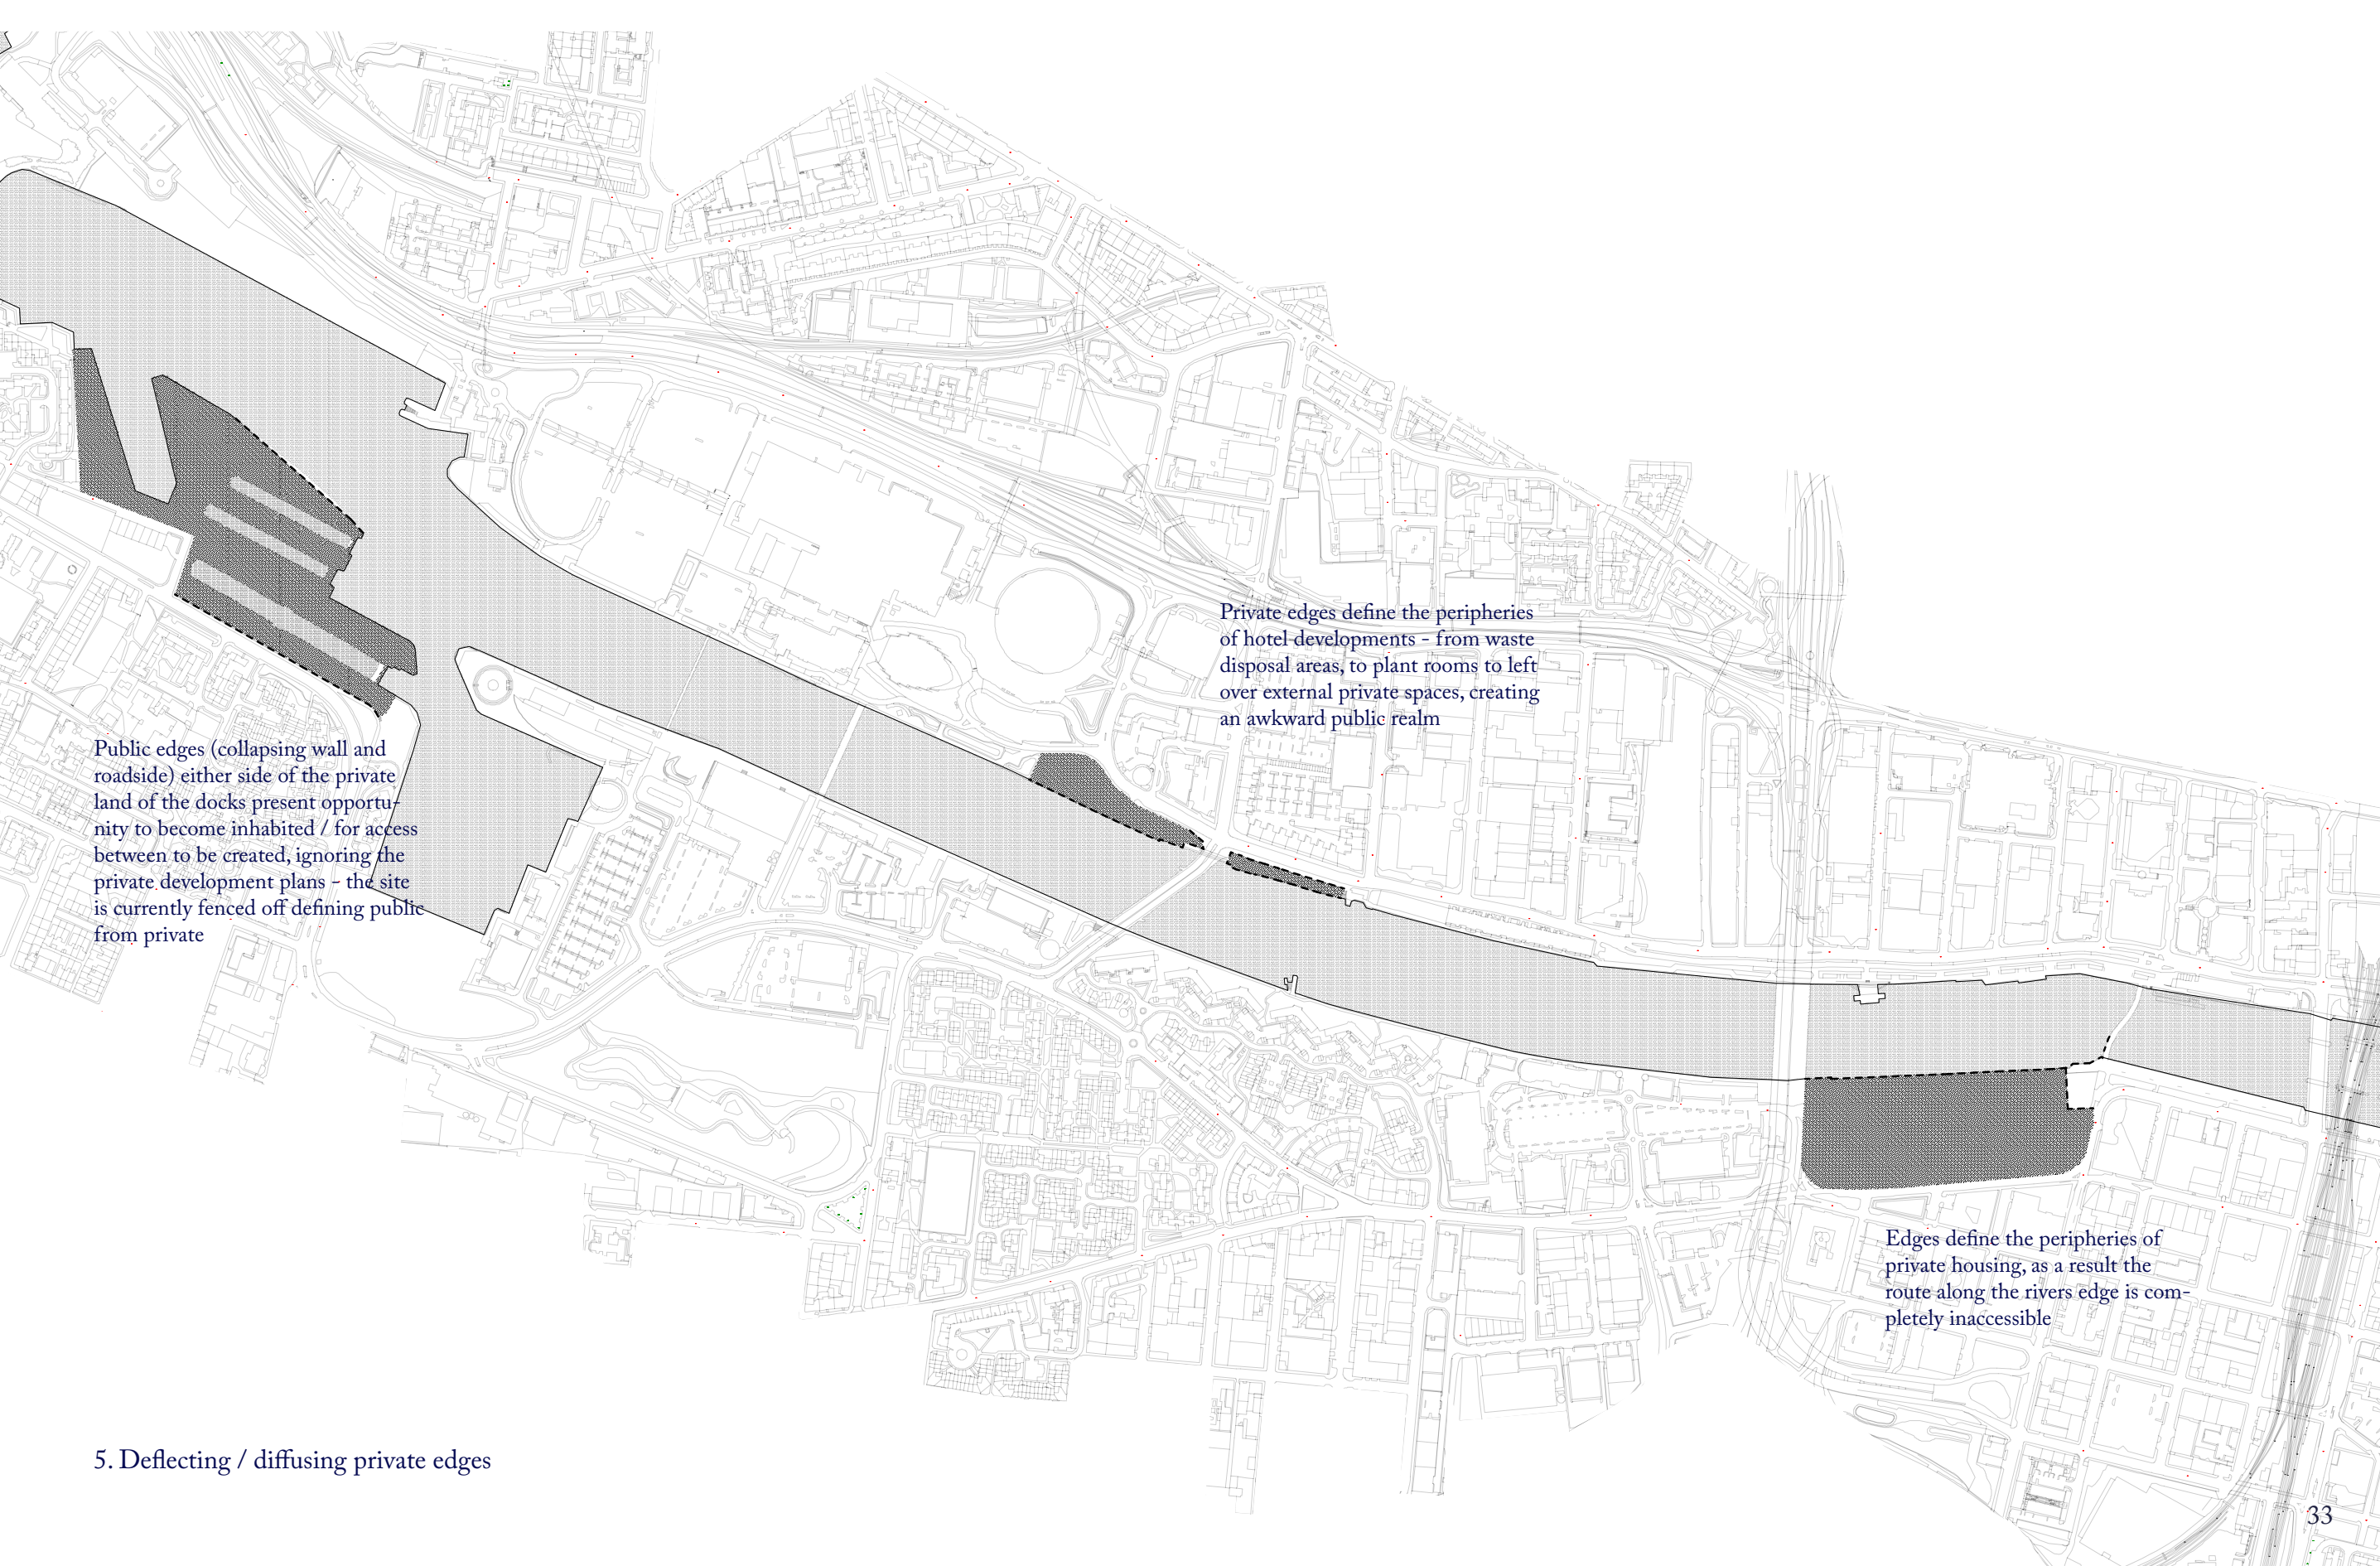 Private edges define the peripheries
of hotel developments - from waste
disposal areas, to plant rooms to left
over external private spaces, creating
an awkward public realm
Public edges (collapsing wall and
roadside) either side of the private
land of the docks present opportu-
nity to become inhabited / for access
between to be created, ignoring the
private development plans - the site
is currently fenced off defining public
from private
Edges define the peripheries of
private housing, as a result the
route along the rivers edge is com-
pletely inaccessible
5. Deflecting / diffusing private edges
33